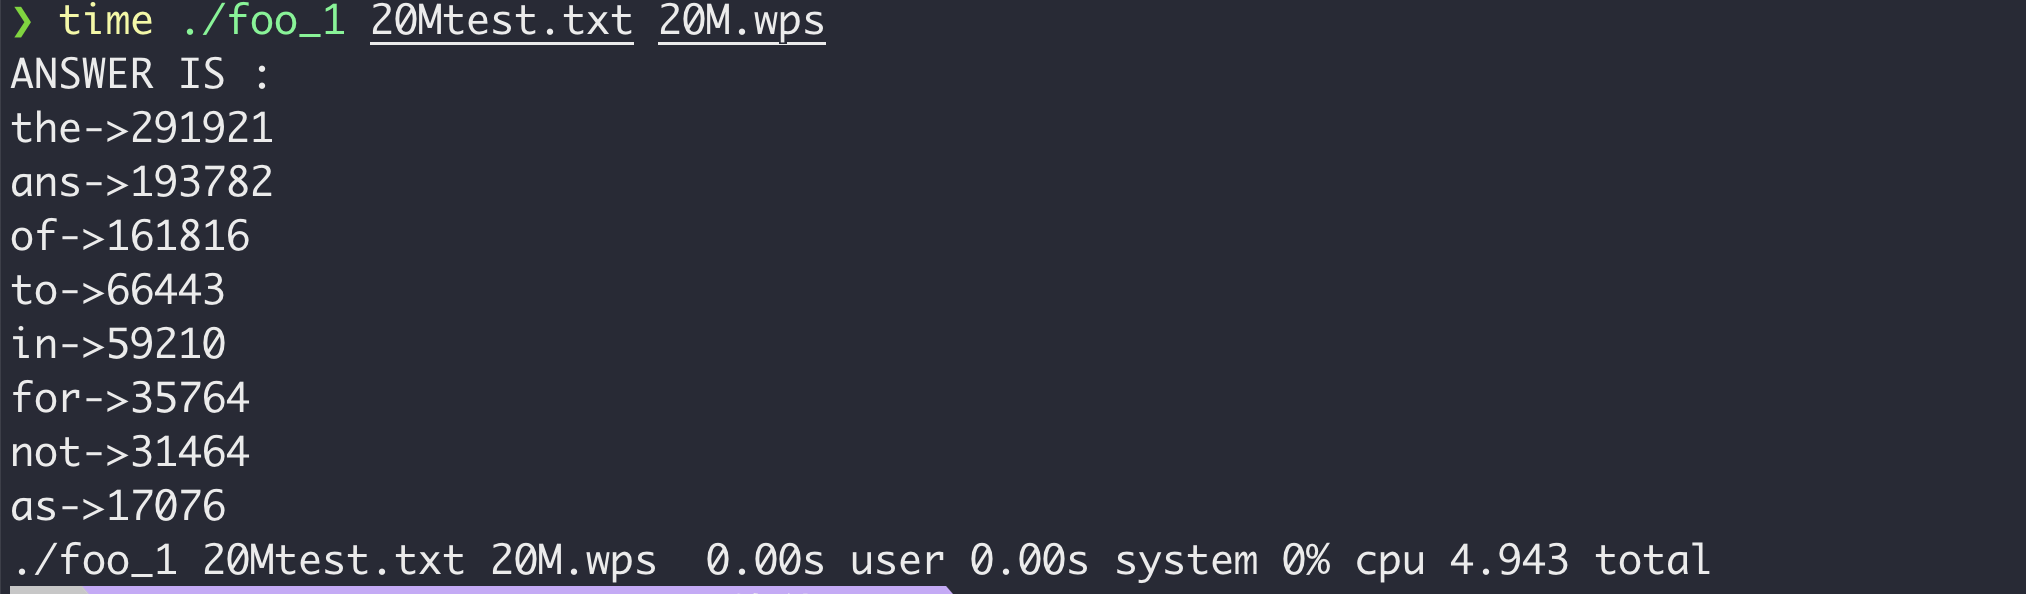 ❯ time ./foo_1 20Mtest.txt 20M.wps
ANSWER IS :
the->291921
ans->193782
of->161816
to->66443
in->59210
for->35764
not->31464
as->17076
./foo_1 20Mtest.txt 20M.wps  0.00s user 0.00s system 0% cpu 4.943 total